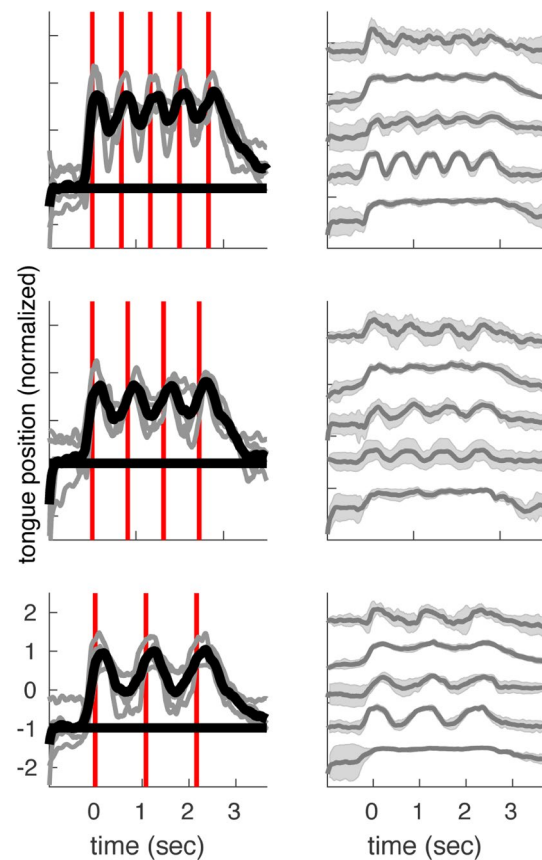 tongue position (normalized)
2
1
0
-1
-2
0 1 2 3
0 1 2 3
time (sec)
time (sec)